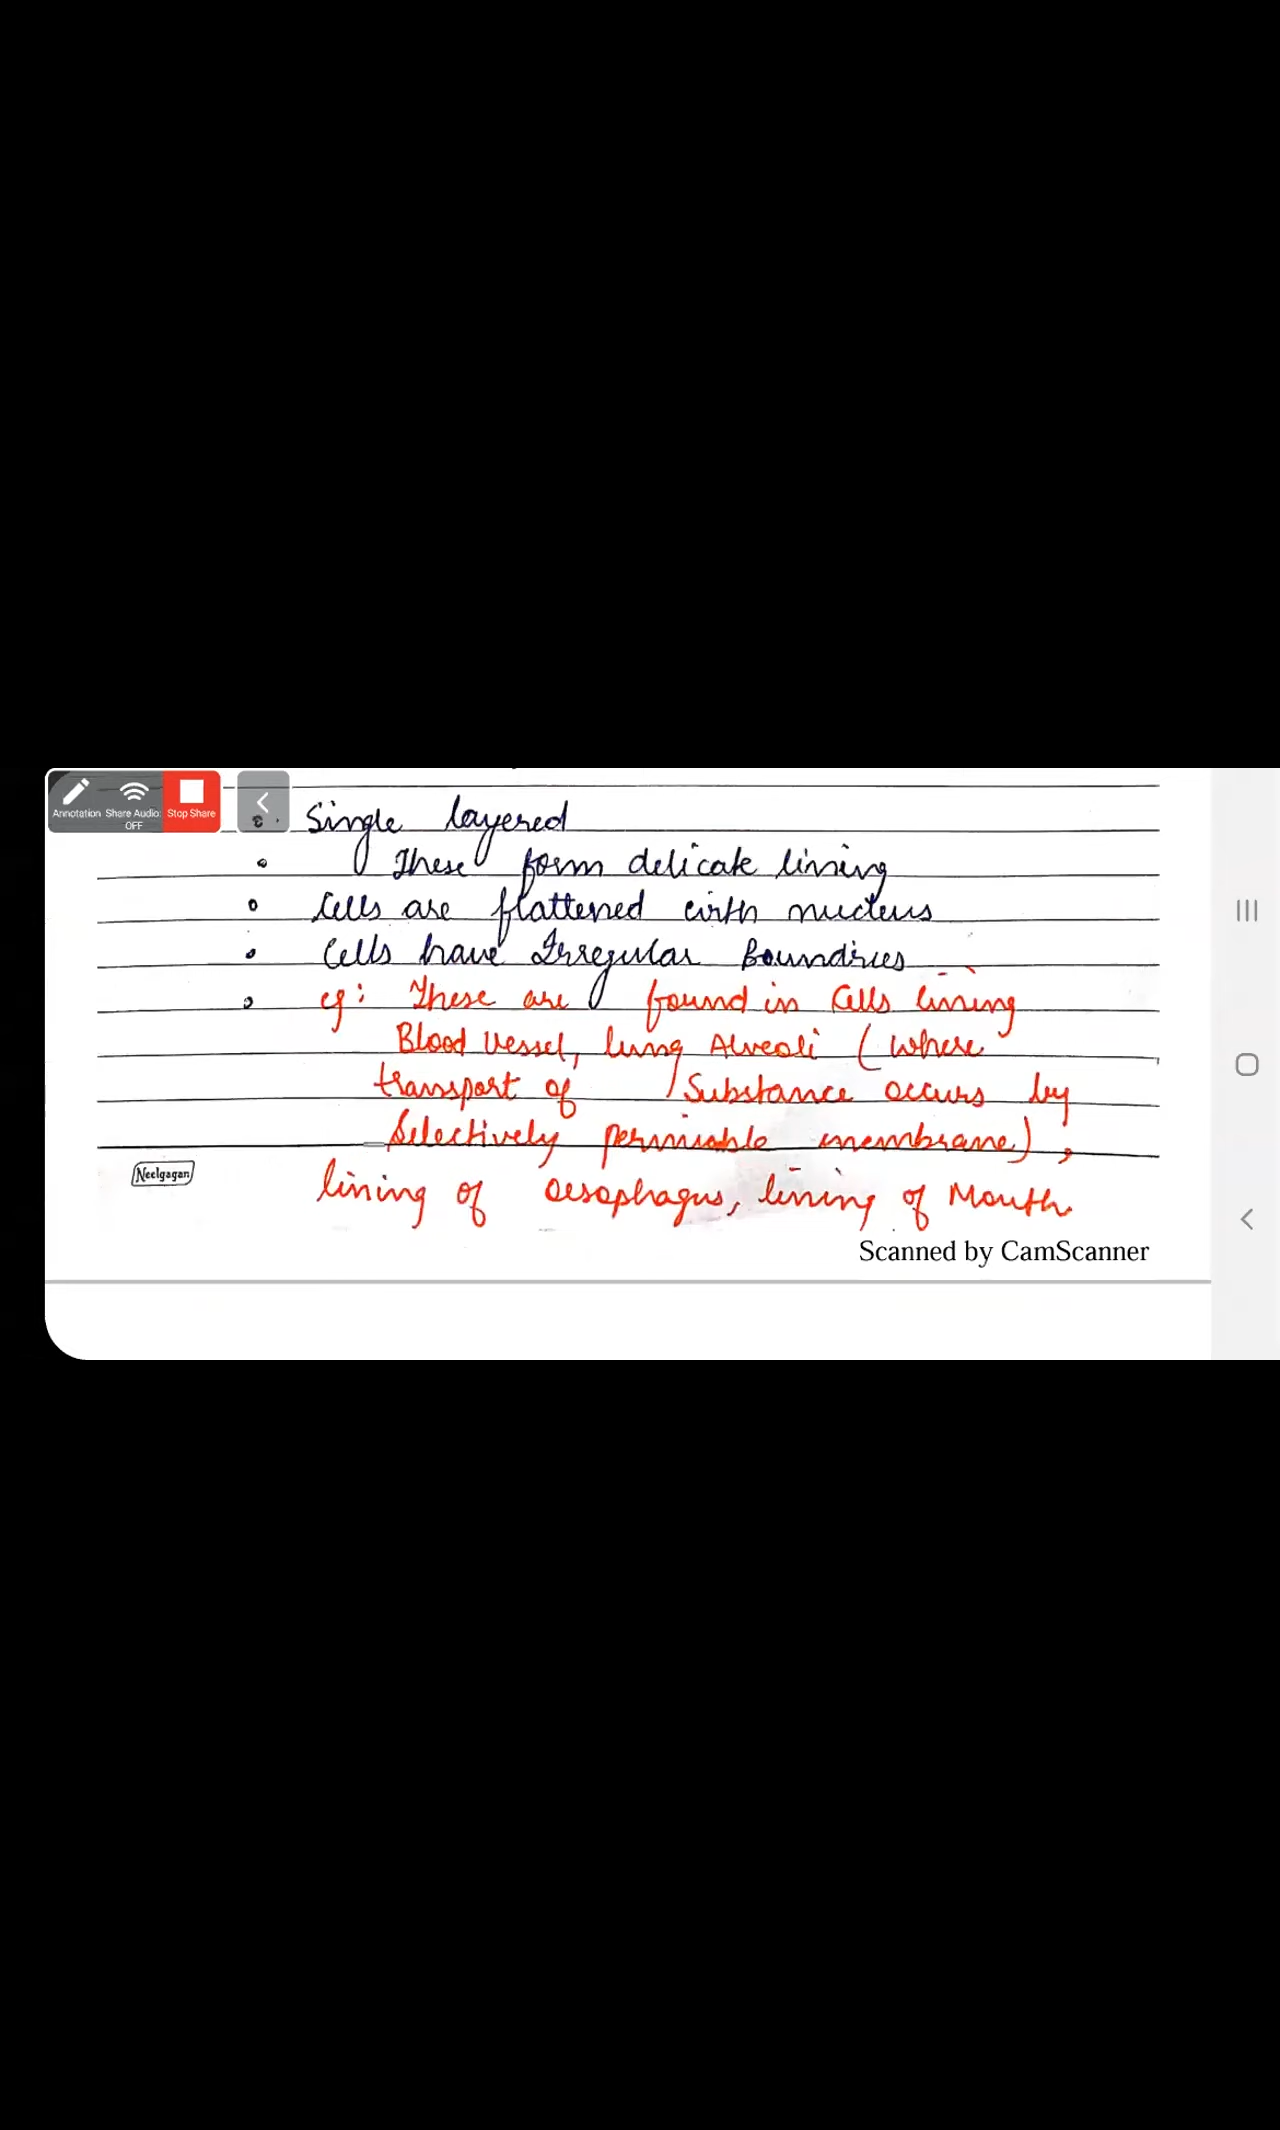 Annotation Share Audio: Stop Share
OFF
Single layered
These form delicate lining
Cells are flattened with nucleus
Cells have Irregular Boundries
eg: These are found in Cells lining
Blood Vessel, lung Alveoli (where
transport of Substance occurs by
Selectively permiable membrane),
Neelgagan
lining of oesophagus, lining of Mouth.
Scanned by CamScanner